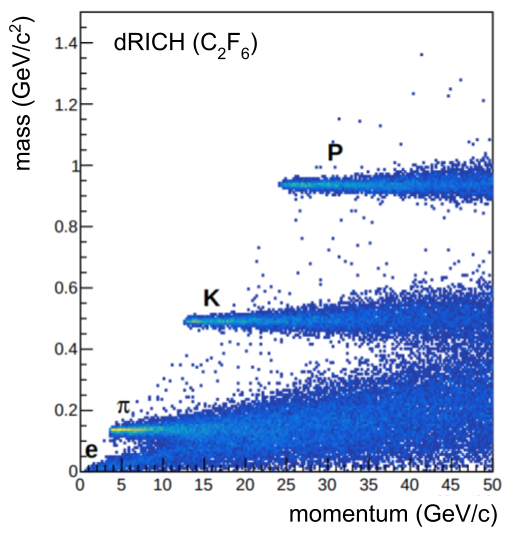 mass (GeV/c²)
dRICH (C₂F₆)
1.4
1.2
1
0.8
0.6
0.4
0.2
0
P
K
π
e
0 5 10 15 20 25 30 35 40 45 50
momentum (GeV/c)